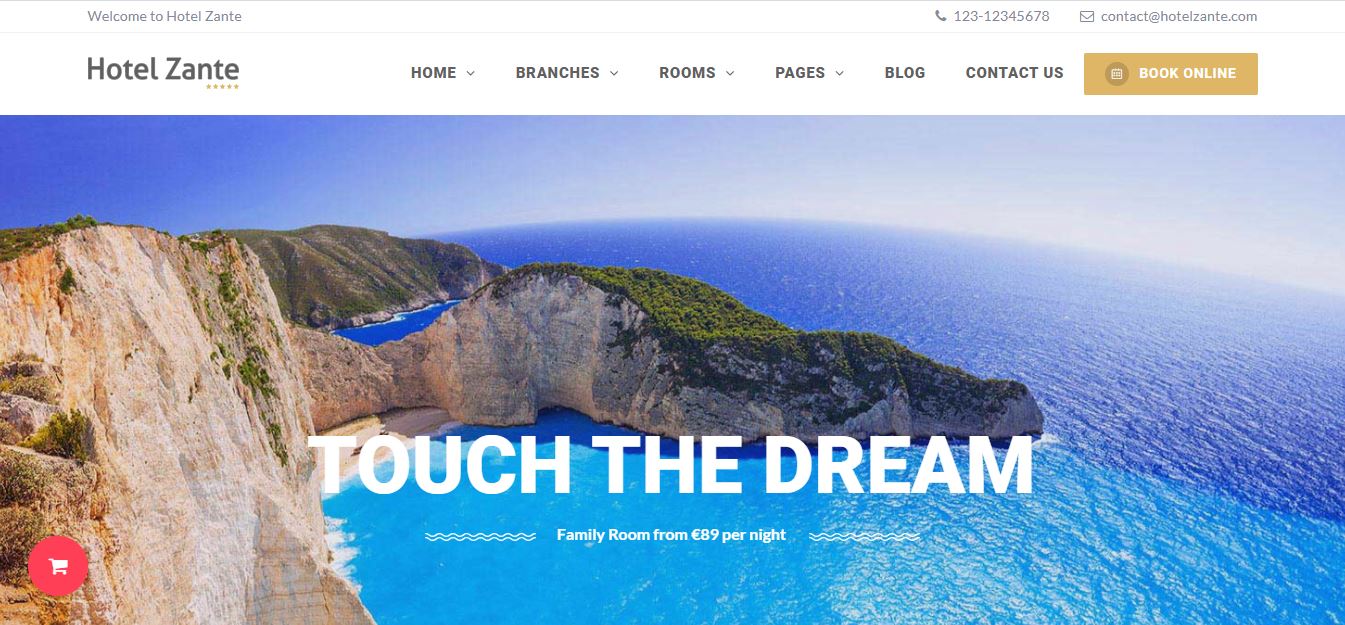 Welcome to Hotel Zante
123-12345678
contact@hotelzante.com
Hotel Zante
HOME
BRANCHES
ROOMS
PAGES
BLOG
CONTACT US
BOOK ONLINE
TOUCH THE DREAM
Family Room from €89 per night